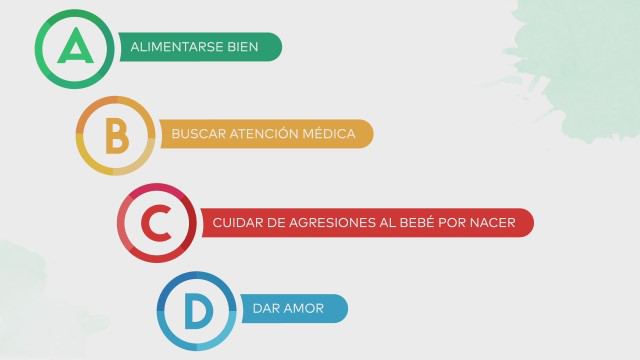 A ALIMENTARSE BIEN
B BUSCAR ATENCIÓN MÉDICA
C CUIDAR DE AGRESIONES AL BEBÉ POR NACER
D DAR AMOR